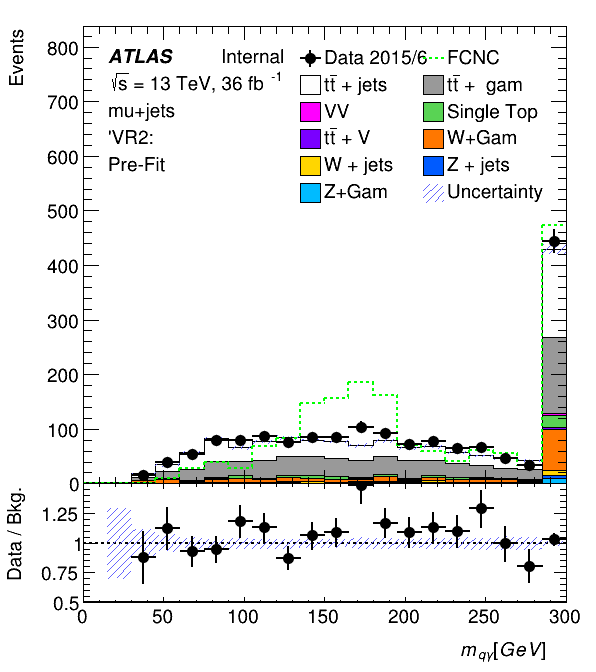 Events
800
700
600
500
400
300
200
100
0
ATLAS Internal
√s = 13 TeV, 36 fb -1
mu+jets
'VR2:
Pre-Fit
Data 2015/6 FCNC
tt̄ + jets tt̄ + gam
VV Single Top
tt̄ + V W+Gam
W + jets Z + jets
Z+Gam Uncertainty
Data / Bkg.
1.25
1
0.75
0.5
0 50 100 150 200 250 300
m_qγ[GeV]